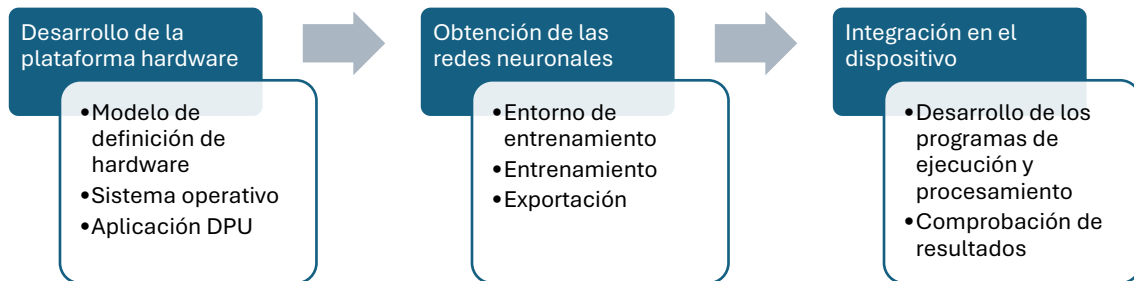 Desarrollo de la
plataforma hardware
•Modelo de
definición de
hardware
•Sistema operativo
•Aplicación DPU
Obtención de las
redes neuronales
•Entorno de
entrenamiento
•Entrenamiento
•Exportación
Integración en el
dispositivo
•Desarrollo de los
programas de
ejecución y
procesamiento
•Comprobación de
resultados